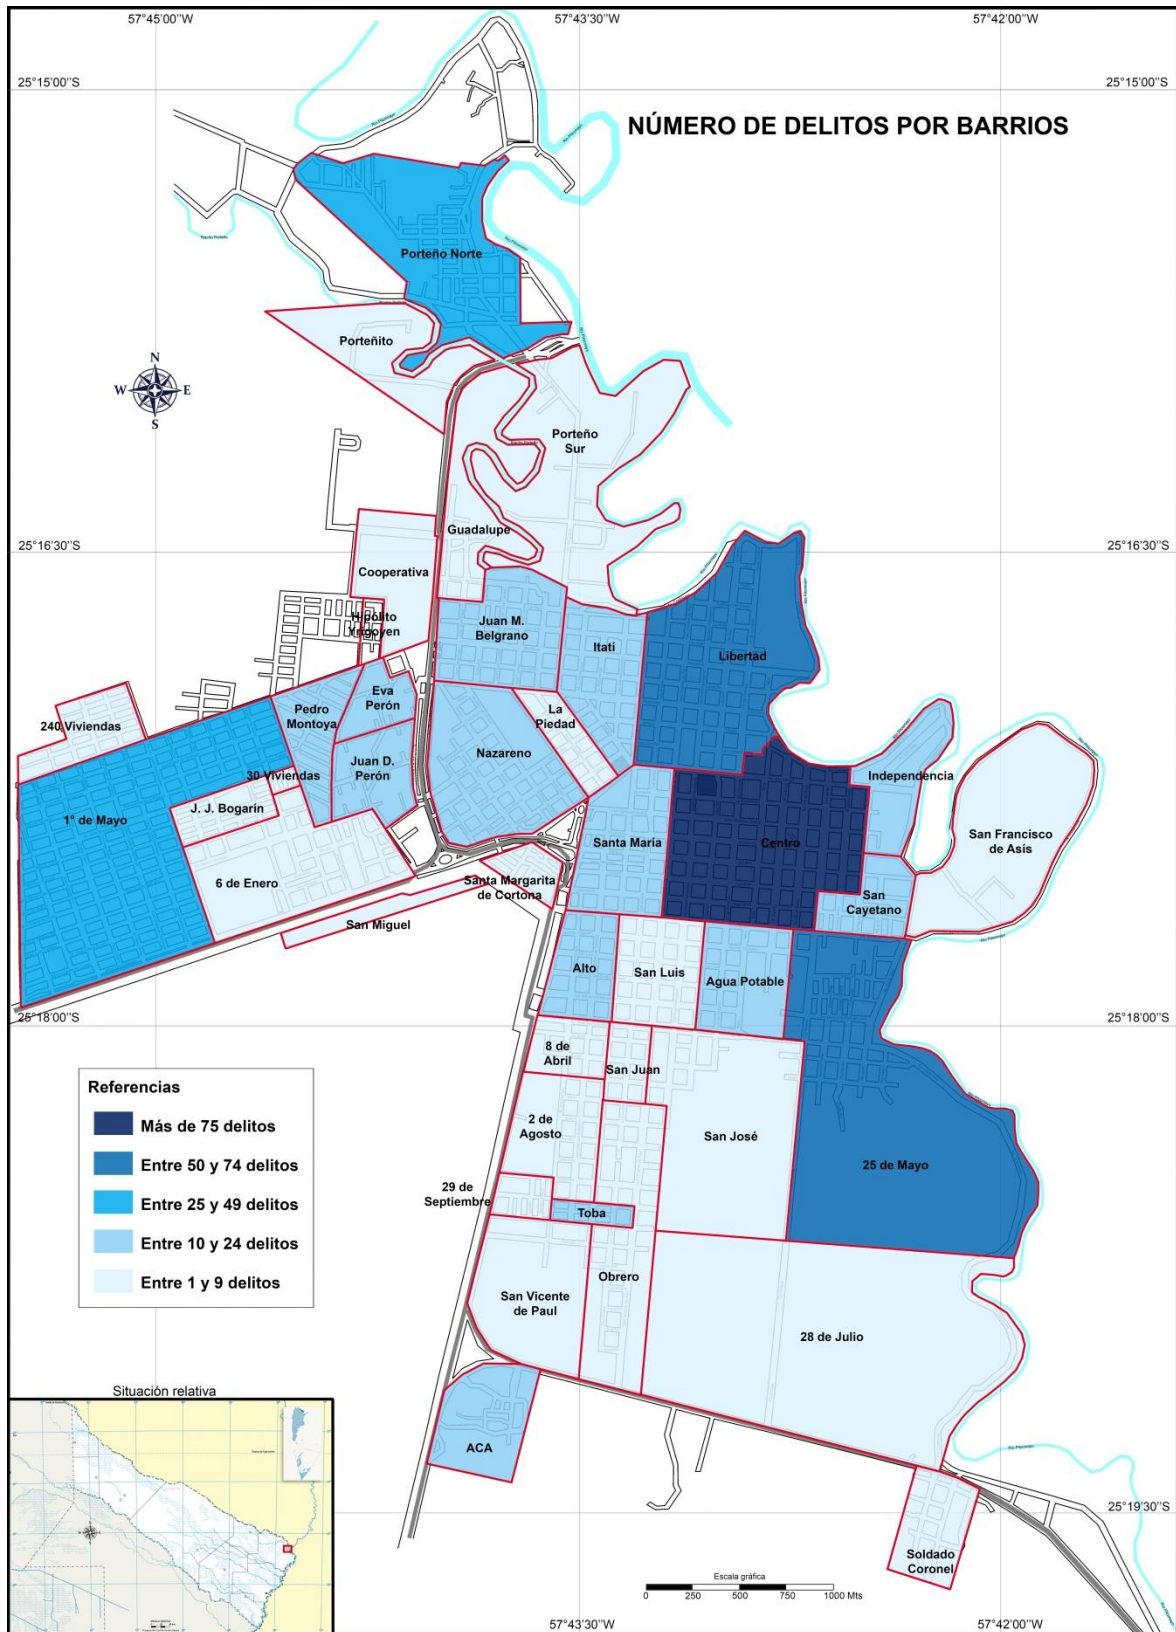 57°45'00''W
57°43'30''W
57°42'00''W
25°15'00''S
25°15'00''S
NÚMERO DE DELITOS POR BARRIOS
Porteño Norte
Porteñito
N
W
E
S
Porteño
Sur
Guadalupe
25°16'30''S
25°16'30''S
Cooperativa
Hipólito
Yrigoyen
Juan M.
Belgrano
Itatí
Libertad
Eva
Perón
Pedro
Montoya
La
Piedad
240 Viviendas
Nazareno
Juan D.
Perón
30 Viviendas
Independencia
J. J. Bogarín
1° de Mayo
San Francisco
de Asís
Santa María
Centro
6 de Enero
Santa Margarita
de Cortona
San
Cayetano
San Miguel
Alto
San Luis
Agua Potable
25°18'00''S
25°18'00''S
8 de
Abril
San Juan
Referencias
Más de 75 delitos
Entre 50 y 74 delitos
Entre 25 y 49 delitos
Entre 10 y 24 delitos
Entre 1 y 9 delitos
2 de
Agosto
San José
25 de Mayo
29 de
Septiembre
Toba
Obrero
San Vicente
de Paul
28 de Julio
Situación relativa
ACA
25°19'30''S
Soldado
Coronel
Escala gráfica
0 250 500 750 1000 Mts
57°43'30''W
57°42'00''W